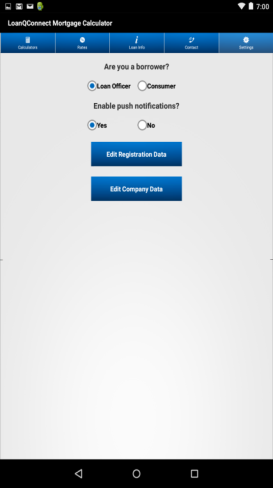 7:00
LoanQConnect Mortgage Calculator
Calculators Rates Loan Info Contact Settings
Are you a borrower?
Loan Officer Consumer
Enable push notifications?
Yes No
Edit Registration Data
Edit Company Data